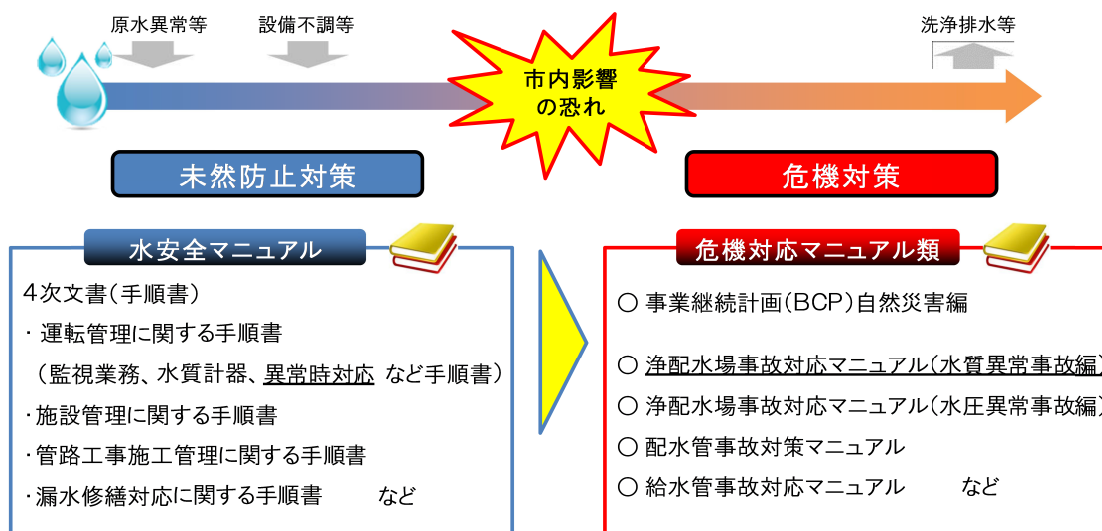 原水異常等
設備不調等
洗浄排水等
市内影響
の恐れ
未然防止対策
危機対策
水安全マニュアル
4次文書(手順書)
・運転管理に関する手順書
(監視業務、水質計器、異常時対応 など手順書)
・施設管理に関する手順書
・管路工事施工管理に関する手順書
・漏水修繕対応に関する手順書 など
危機対応マニュアル類
○ 事業継続計画(BCP)自然災害編
○ 浄配水場事故対応マニュアル(水質異常事故編)
○ 浄配水場事故対応マニュアル(水圧異常事故編)
○ 配水管事故対策マニュアル
○ 給水管事故対応マニュアル など